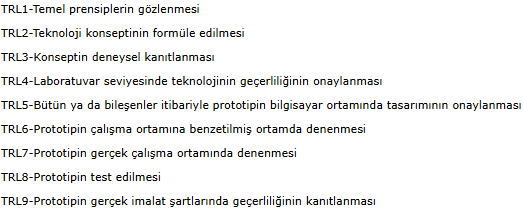 TRL1-Temel prensiplerin gözlenmesi
TRL2-Teknoloji konseptinin formüle edilmesi
TRL3-Konseptin deneysel kanıtlanması
TRL4-Laboratuvar seviyesinde teknolojinin geçerliliğinin onaylanması
TRL5-Bütün ya da bileşenler itibariyle prototipin bilgisayar ortamında tasarımının onaylanması
TRL6-Prototipin çalışma ortamına benzetilmiş ortamda denenmesi
TRL7-Prototipin gerçek çalışma ortamında denenmesi
TRL8-Prototipin test edilmesi
TRL9-Prototipin gerçek imalat şartlarında geçerliliğinin kanıtlanması